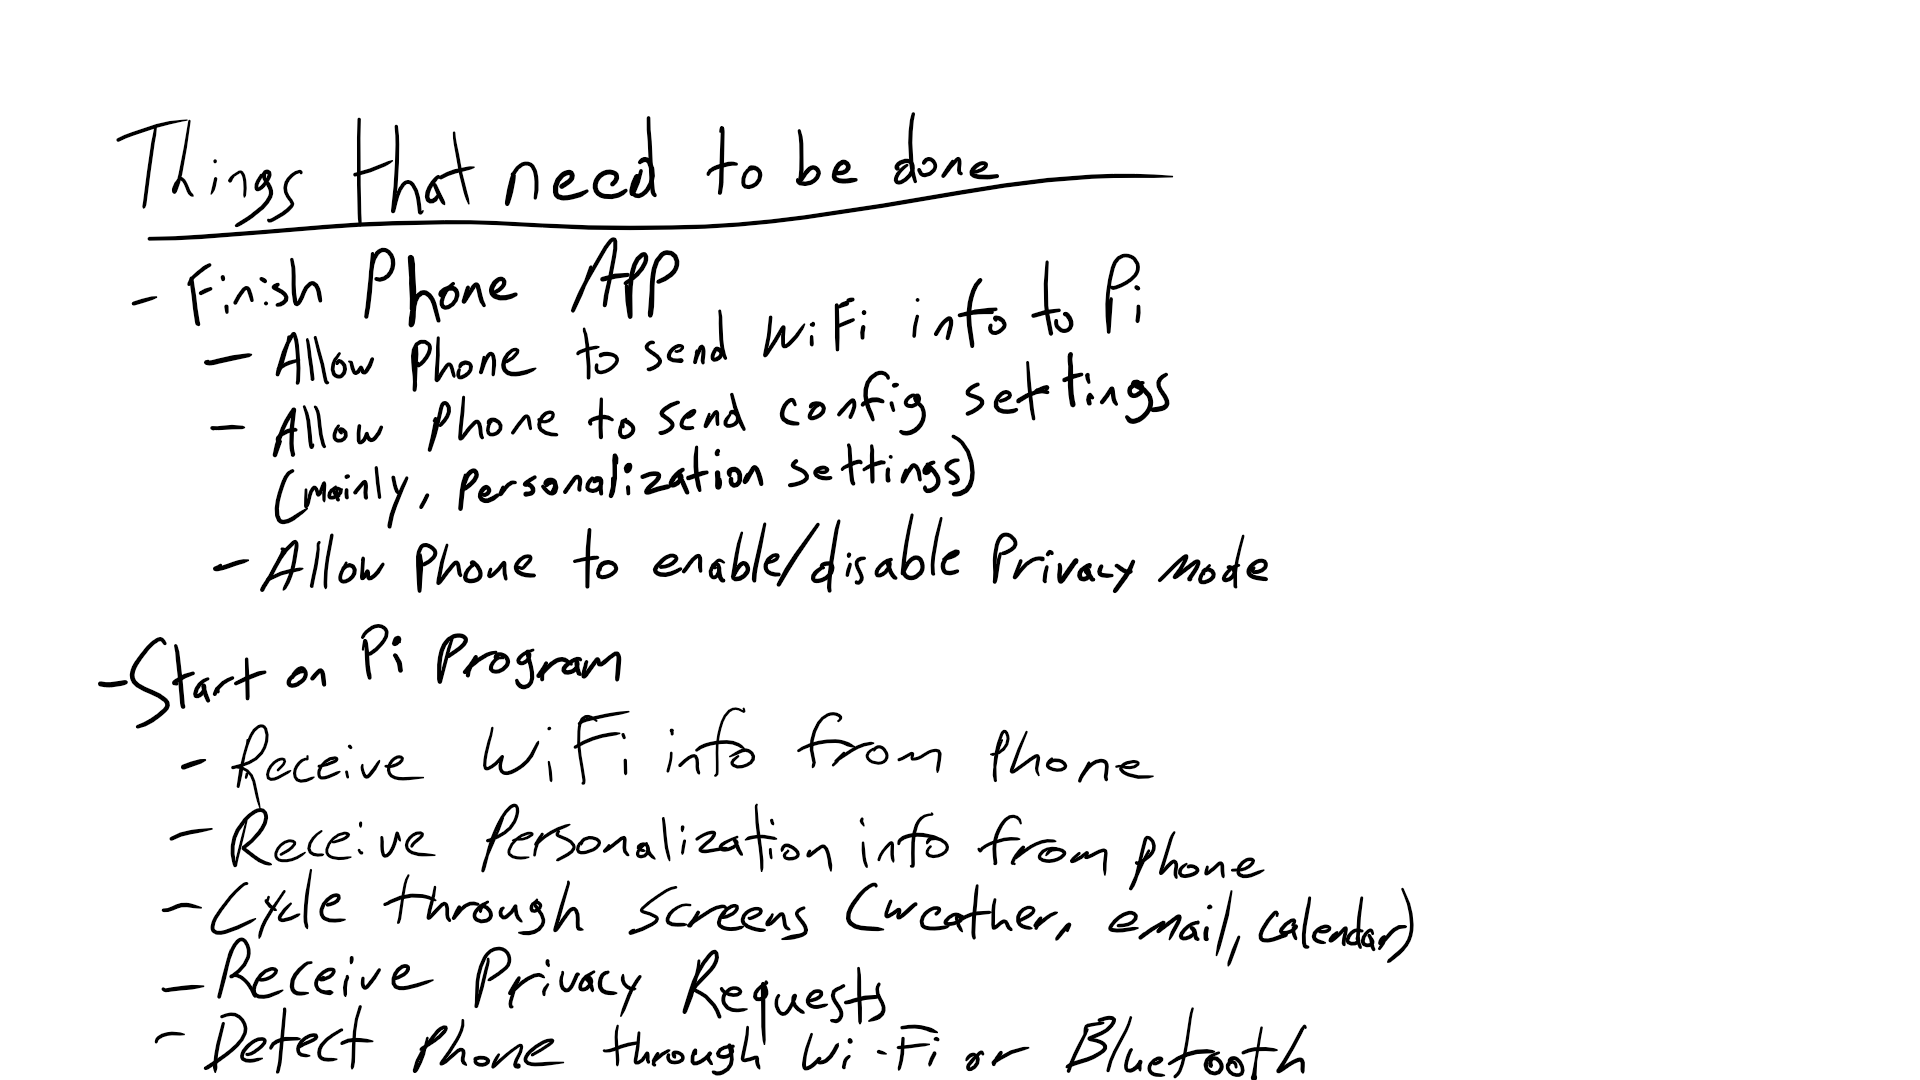 Things that need to be done
- Finish Phone App
- Allow Phone to send WiFi info to Pi
- Allow Phone to send config settings
(mainly, personalization settings)
- Allow Phone to enable/disable Privacy Mode
- Start on Pi Program
- Receive WiFi info from Phone
- Receive Personalization info from phone
- Cycle through screens (weather, email, calendar)
- Receive Privacy Requests
- Detect Phone through Wi-Fi or Bluetooth